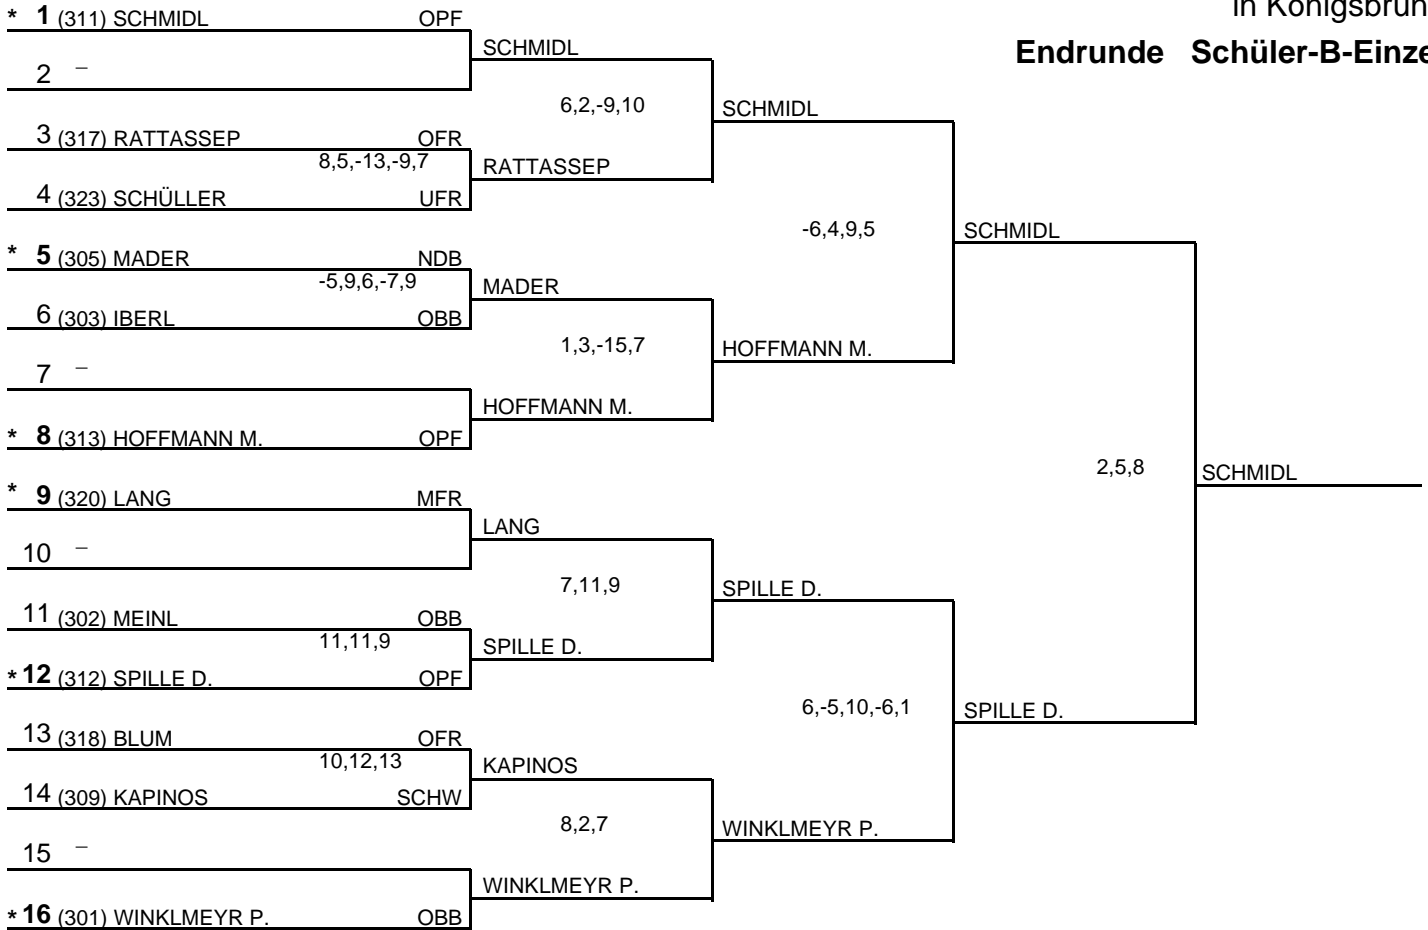 in Königsbrun
Endrunde Schüler-B-Einze
* 1 (311) SCHMIDL OPF
SCHMIDL
2 –
6,2,-9,10
SCHMIDL
3 (317) RATTASSEP OFR
8,5,-13,-9,7
RATTASSEP
4 (323) SCHÜLLER UFR
-6,4,9,5
SCHMIDL
* 5 (305) MADER NDB
-5,9,6,-7,9
MADER
6 (303) IBERL OBB
1,3,-15,7
HOFFMANN M.
7 –
HOFFMANN M.
* 8 (313) HOFFMANN M. OPF
2,5,8
SCHMIDL
* 9 (320) LANG MFR
LANG
10 –
7,11,9
SPILLE D.
11 (302) MEINL OBB
11,11,9
SPILLE D.
* 12 (312) SPILLE D. OPF
6,-5,10,-6,1
SPILLE D.
13 (318) BLUM OFR
10,12,13
KAPINOS
14 (309) KAPINOS SCHW
8,2,7
WINKLMEYR P.
15 –
WINKLMEYR P.
* 16 (301) WINKLMEYR P. OBB